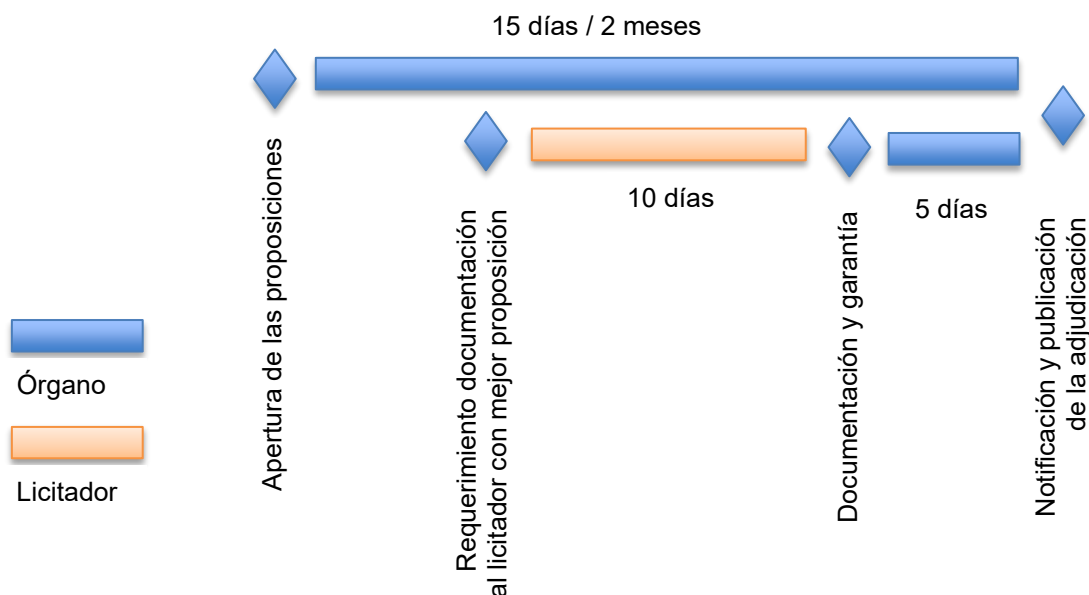 15 días / 2 meses
10 días
5 días
Apertura de las proposiciones
Requerimiento documentación
al licitador con mejor proposición
Documentación y garantía
Notificación y publicación
de la adjudicación
Órgano
Licitador